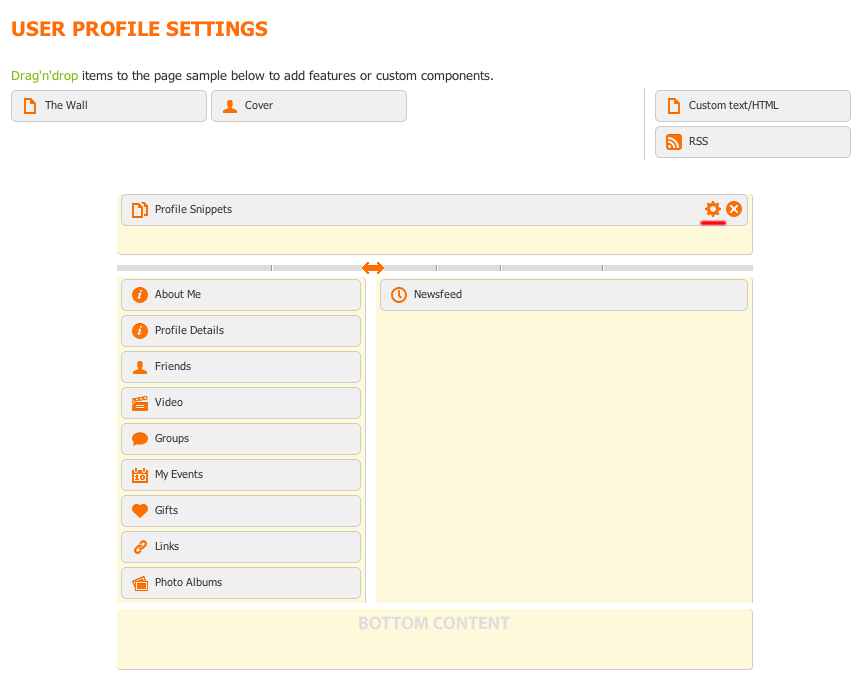 USER PROFILE SETTINGS
Drag'n'drop items to the page sample below to add features or custom components.
The Wall
Cover
Custom text/HTML
RSS
Profile Snippets
About Me
Profile Details
Friends
Video
Groups
10
My Events
Gifts
Links
Photo Albums
Newsfeed
BOTTOM CONTENT